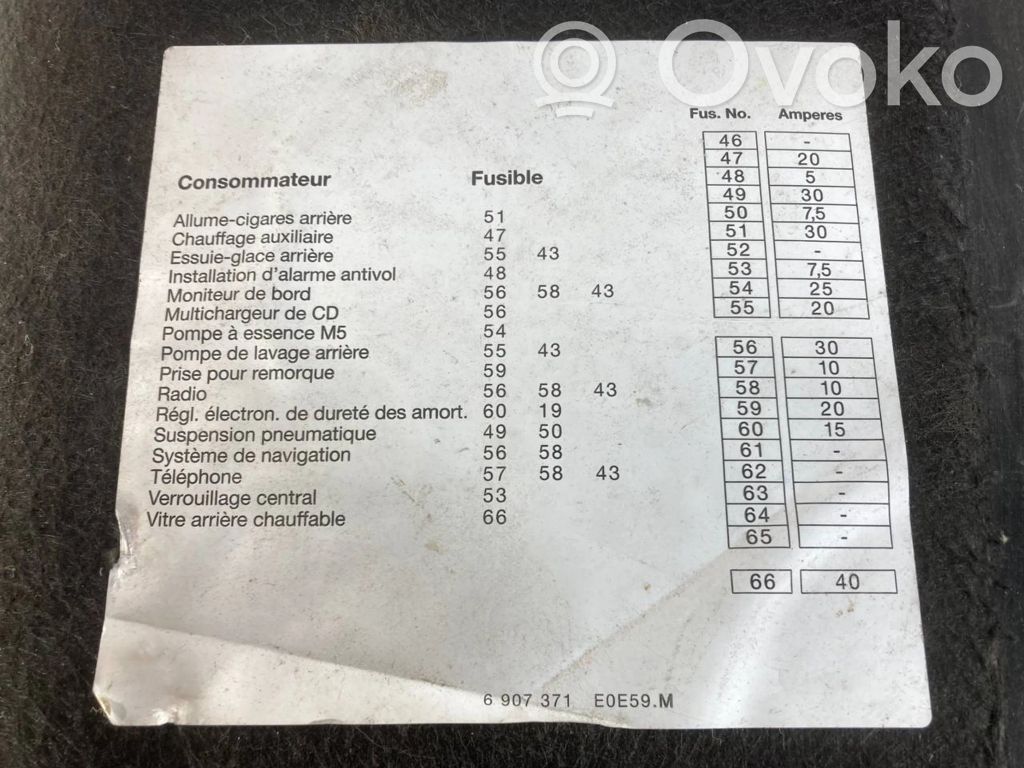 Ovoko
Fus. No. Amperes
46 -
47 20
48 5
49 30
50 7,5
51 30
52 -
53 7,5
54 25
55 20
56 30
57 10
58 10
59 20
60 15
61 -
62 -
63 -
64 -
65 -
66 40
Consommateur Fusible
Allume-cigares arrière 51
Chauffage auxiliaire 47
Essuie-glace arrière 55 43
Installation d'alarme antivol 48
Moniteur de bord 56 58 43
Multichargeur de CD 56
Pompe à essence M5 54
Pompe de lavage arrière 55 43
Prise pour remorque 59
Radio 56 58 43
Régl. électron. de dureté des amort. 60 19
Suspension pneumatique 49 50
Système de navigation 56 58
Téléphone 57 58 43
Verrouillage central 53
Vitre arrière chauffable 66
6 907 371 E0E59.M